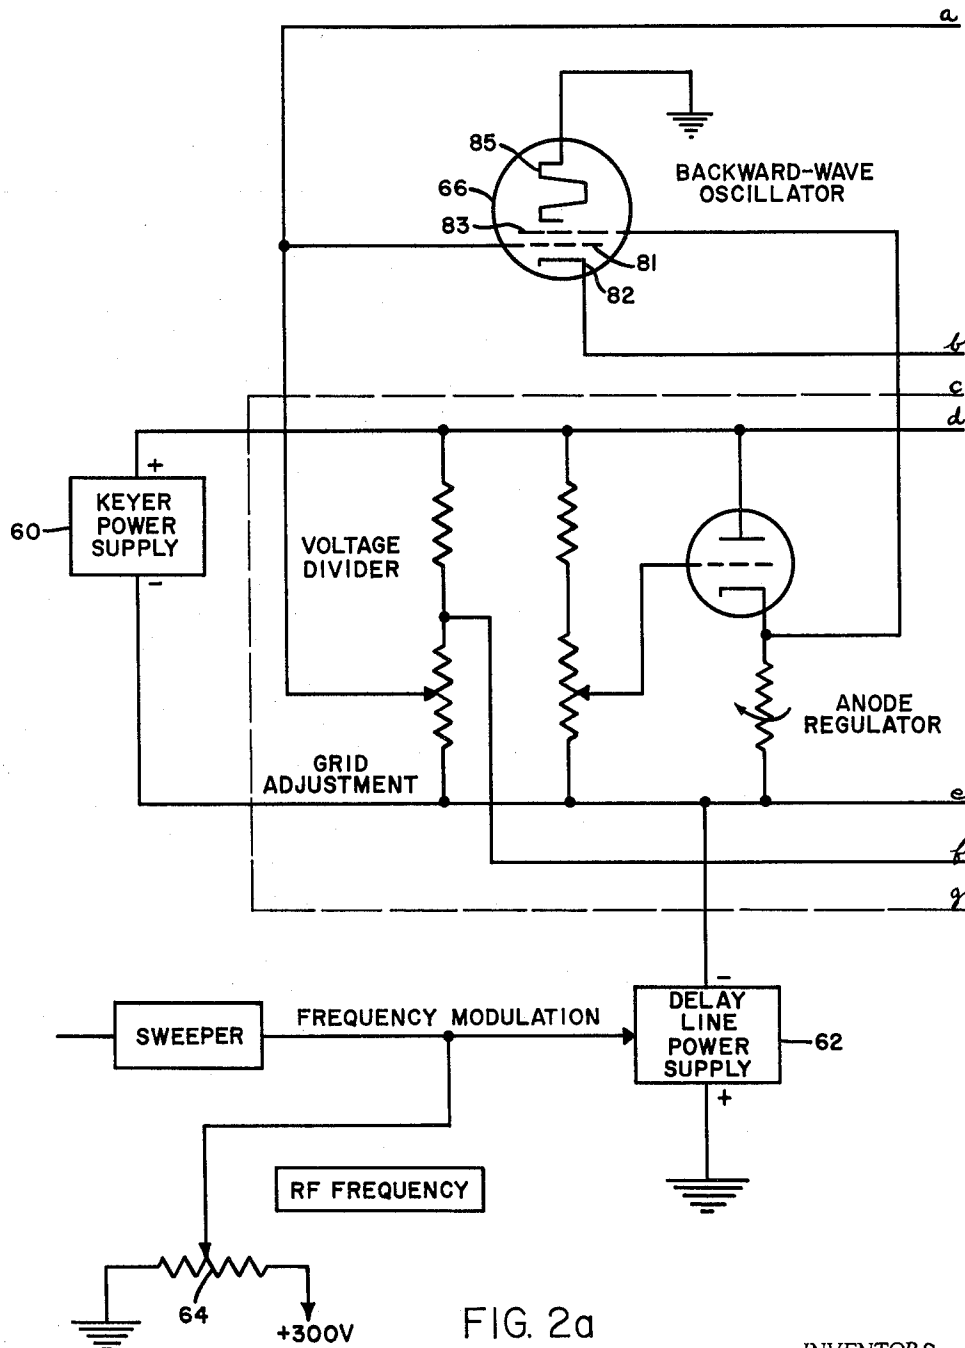 a
85
BACKWARD-WAVE
OSCILLATOR
66
83
81
82
b
c
d
+
KEYER
POWER
SUPPLY
60
-
VOLTAGE
DIVIDER
ANODE
REGULATOR
GRID
ADJUSTMENT
e
f
g
-
DELAY
LINE
POWER
SUPPLY
62
+
SWEEPER
FREQUENCY MODULATION
RF FREQUENCY
64
+300V
FIG. 2a
INVENTORS